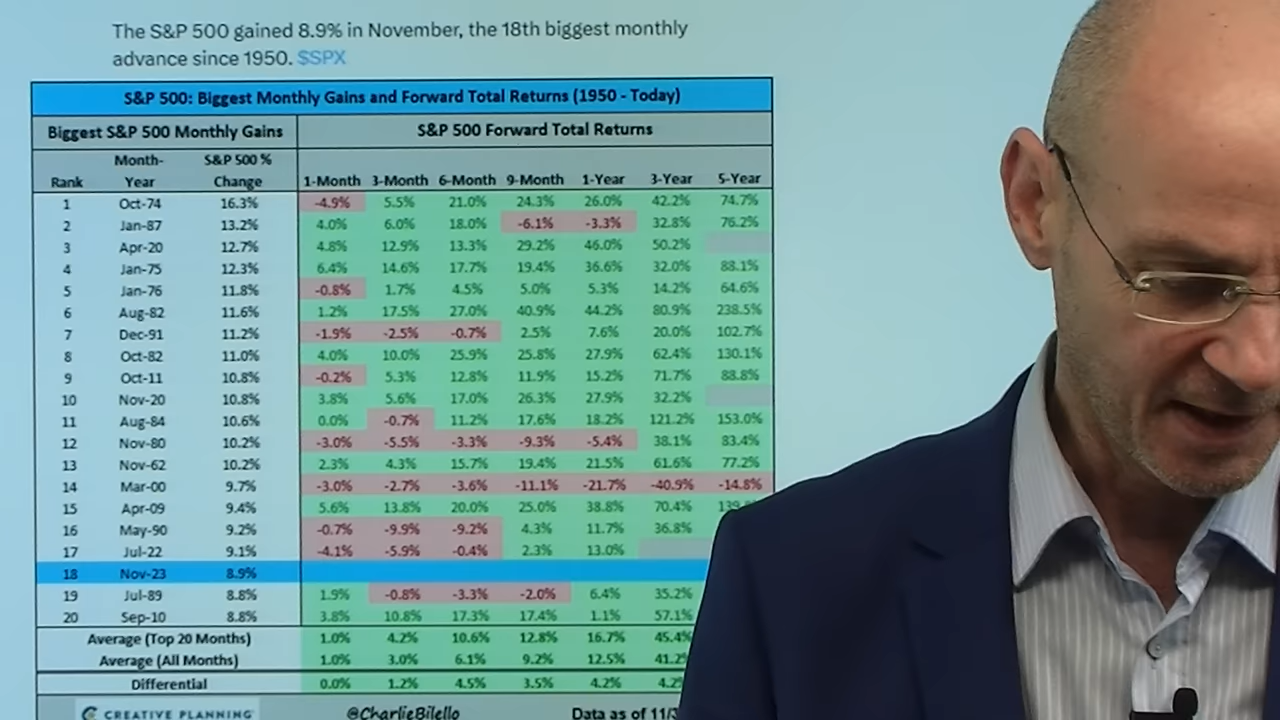 The S&P 500 gained 8.9% in November, the 18th biggest monthly
advance since 1950. $SPX
S&P 500: Biggest Monthly Gains and Forward Total Returns (1950 - Today)
Biggest S&P 500 Monthly Gains S&P 500 Forward Total Returns
Month- S&P 500 %
Rank Year Change 1-Month 3-Month 6-Month 9-Month 1-Year 3-Year 5-Year
1 Oct-74 16.3% -4.9% 5.5% 21.0% 24.3% 26.0% 42.2% 74.7%
2 Jan-87 13.2% 4.0% 6.0% 18.0% -6.1% -3.3% 32.8% 76.2%
3 Apr-20 12.7% 4.8% 12.9% 13.3% 29.2% 46.0% 50.2%
4 Jan-75 12.3% 6.4% 14.6% 17.7% 19.4% 36.6% 32.0% 88.1%
5 Jan-76 11.8% -0.8% 1.7% 4.5% 5.0% 5.3% 14.2% 64.6%
6 Aug-82 11.6% 1.2% 17.5% 27.0% 40.9% 44.2% 80.9% 238.5%
7 Dec-91 11.2% -1.9% -2.5% -0.7% 2.5% 7.6% 20.0% 102.7%
8 Oct-82 11.0% 4.0% 10.0% 25.9% 25.8% 27.9% 62.4% 130.1%
9 Oct-11 10.8% -0.2% 5.3% 12.8% 11.9% 15.2% 71.7% 88.8%
10 Nov-20 10.8% 3.8% 5.6% 17.0% 26.3% 27.9% 32.2%
11 Aug-84 10.6% 0.0% -0.7% 11.2% 17.6% 18.2% 121.2% 153.0%
12 Nov-80 10.2% -3.0% -5.5% -3.3% -9.3% -5.4% 38.1% 83.4%
13 Nov-62 10.2% 2.3% 4.3% 15.7% 19.4% 21.5% 61.6% 77.2%
14 Mar-00 9.7% -3.0% -2.7% -3.6% -11.1% -21.7% -40.9% -14.8%
15 Apr-09 9.4% 5.6% 13.8% 20.0% 25.0% 38.8% 70.4%
16 May-90 9.2% -0.7% -9.9% -9.2% 4.3% 11.7% 36.8%
17 Jul-22 9.1% -4.1% -5.9% -0.4% 2.3% 13.0%
18 Nov-23 8.9%
19 Jul-89 8.8% 1.9% -0.8% -3.3% -2.0% 6.4% 35.2%
20 Sep-10 8.8% 3.8% 10.8% 17.3% 17.4% 1.1% 57.1%
Average (Top 20 Months) 1.0% 4.2% 10.6% 12.8% 16.7% 45.4%
Average (All Months) 1.0% 3.0% 6.1% 9.2% 12.5% 41.2
Differential 0.0% 1.2% 4.5% 3.5% 4.2% 4.2
CREATIVE PLANNING @CharlieBilello Data as of 11/